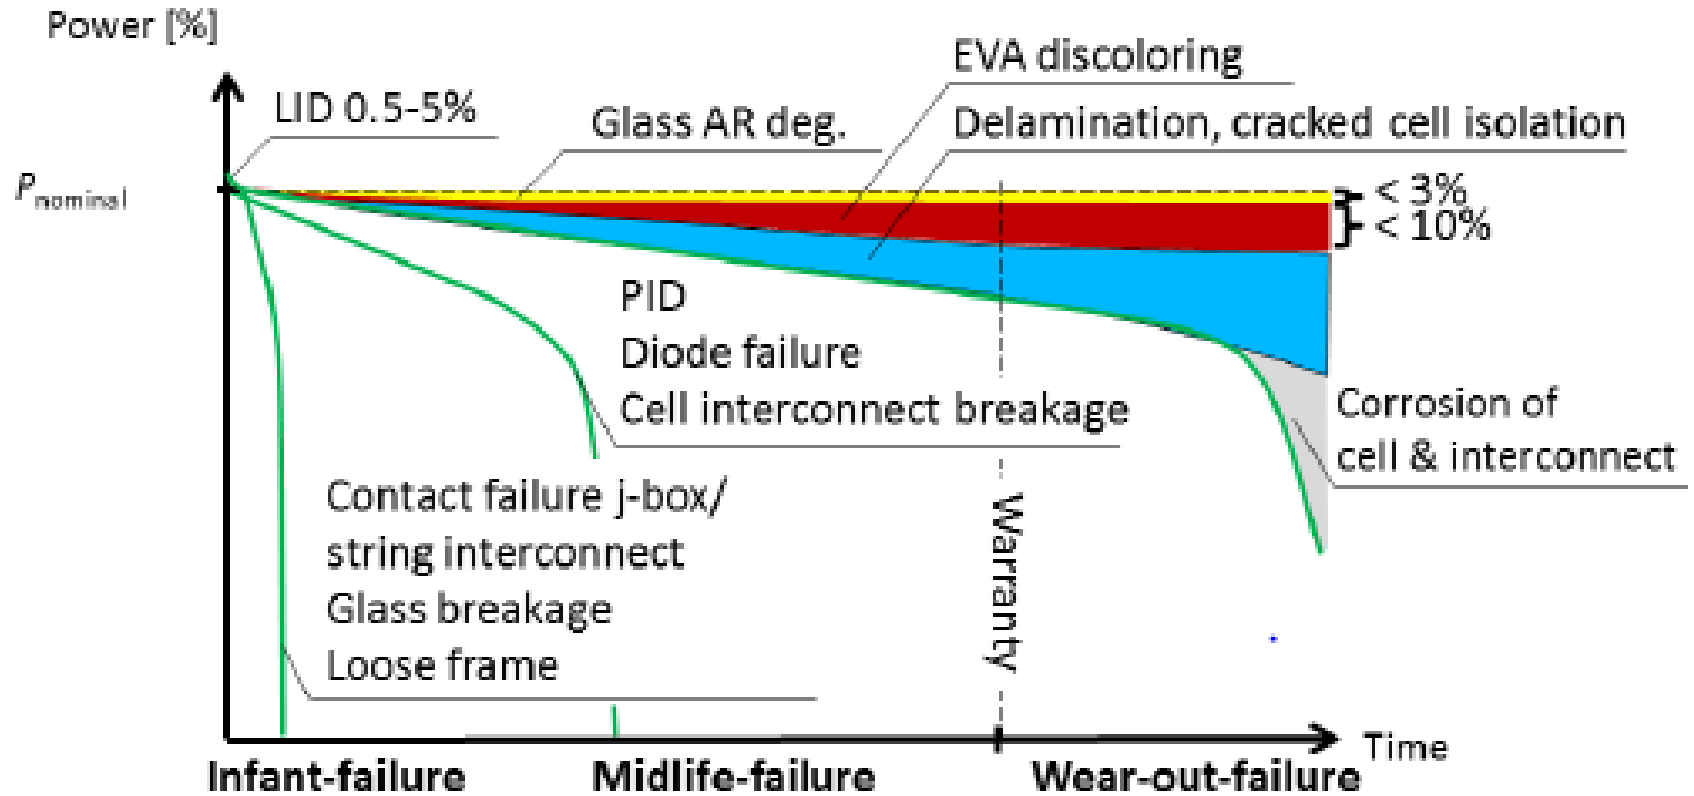 Power [%]
EVA discoloring
LID 0.5-5%
Glass AR deg.
Delamination, cracked cell isolation
Pnominal
< 3%
< 10%
PID
Diode failure
Cell interconnect breakage
Corrosion of
cell & interconnect
Contact failure j-box/
string interconnect
Glass breakage
Loose frame
Warranty
Time
Infant-failure
Midlife-failure
Wear-out-failure